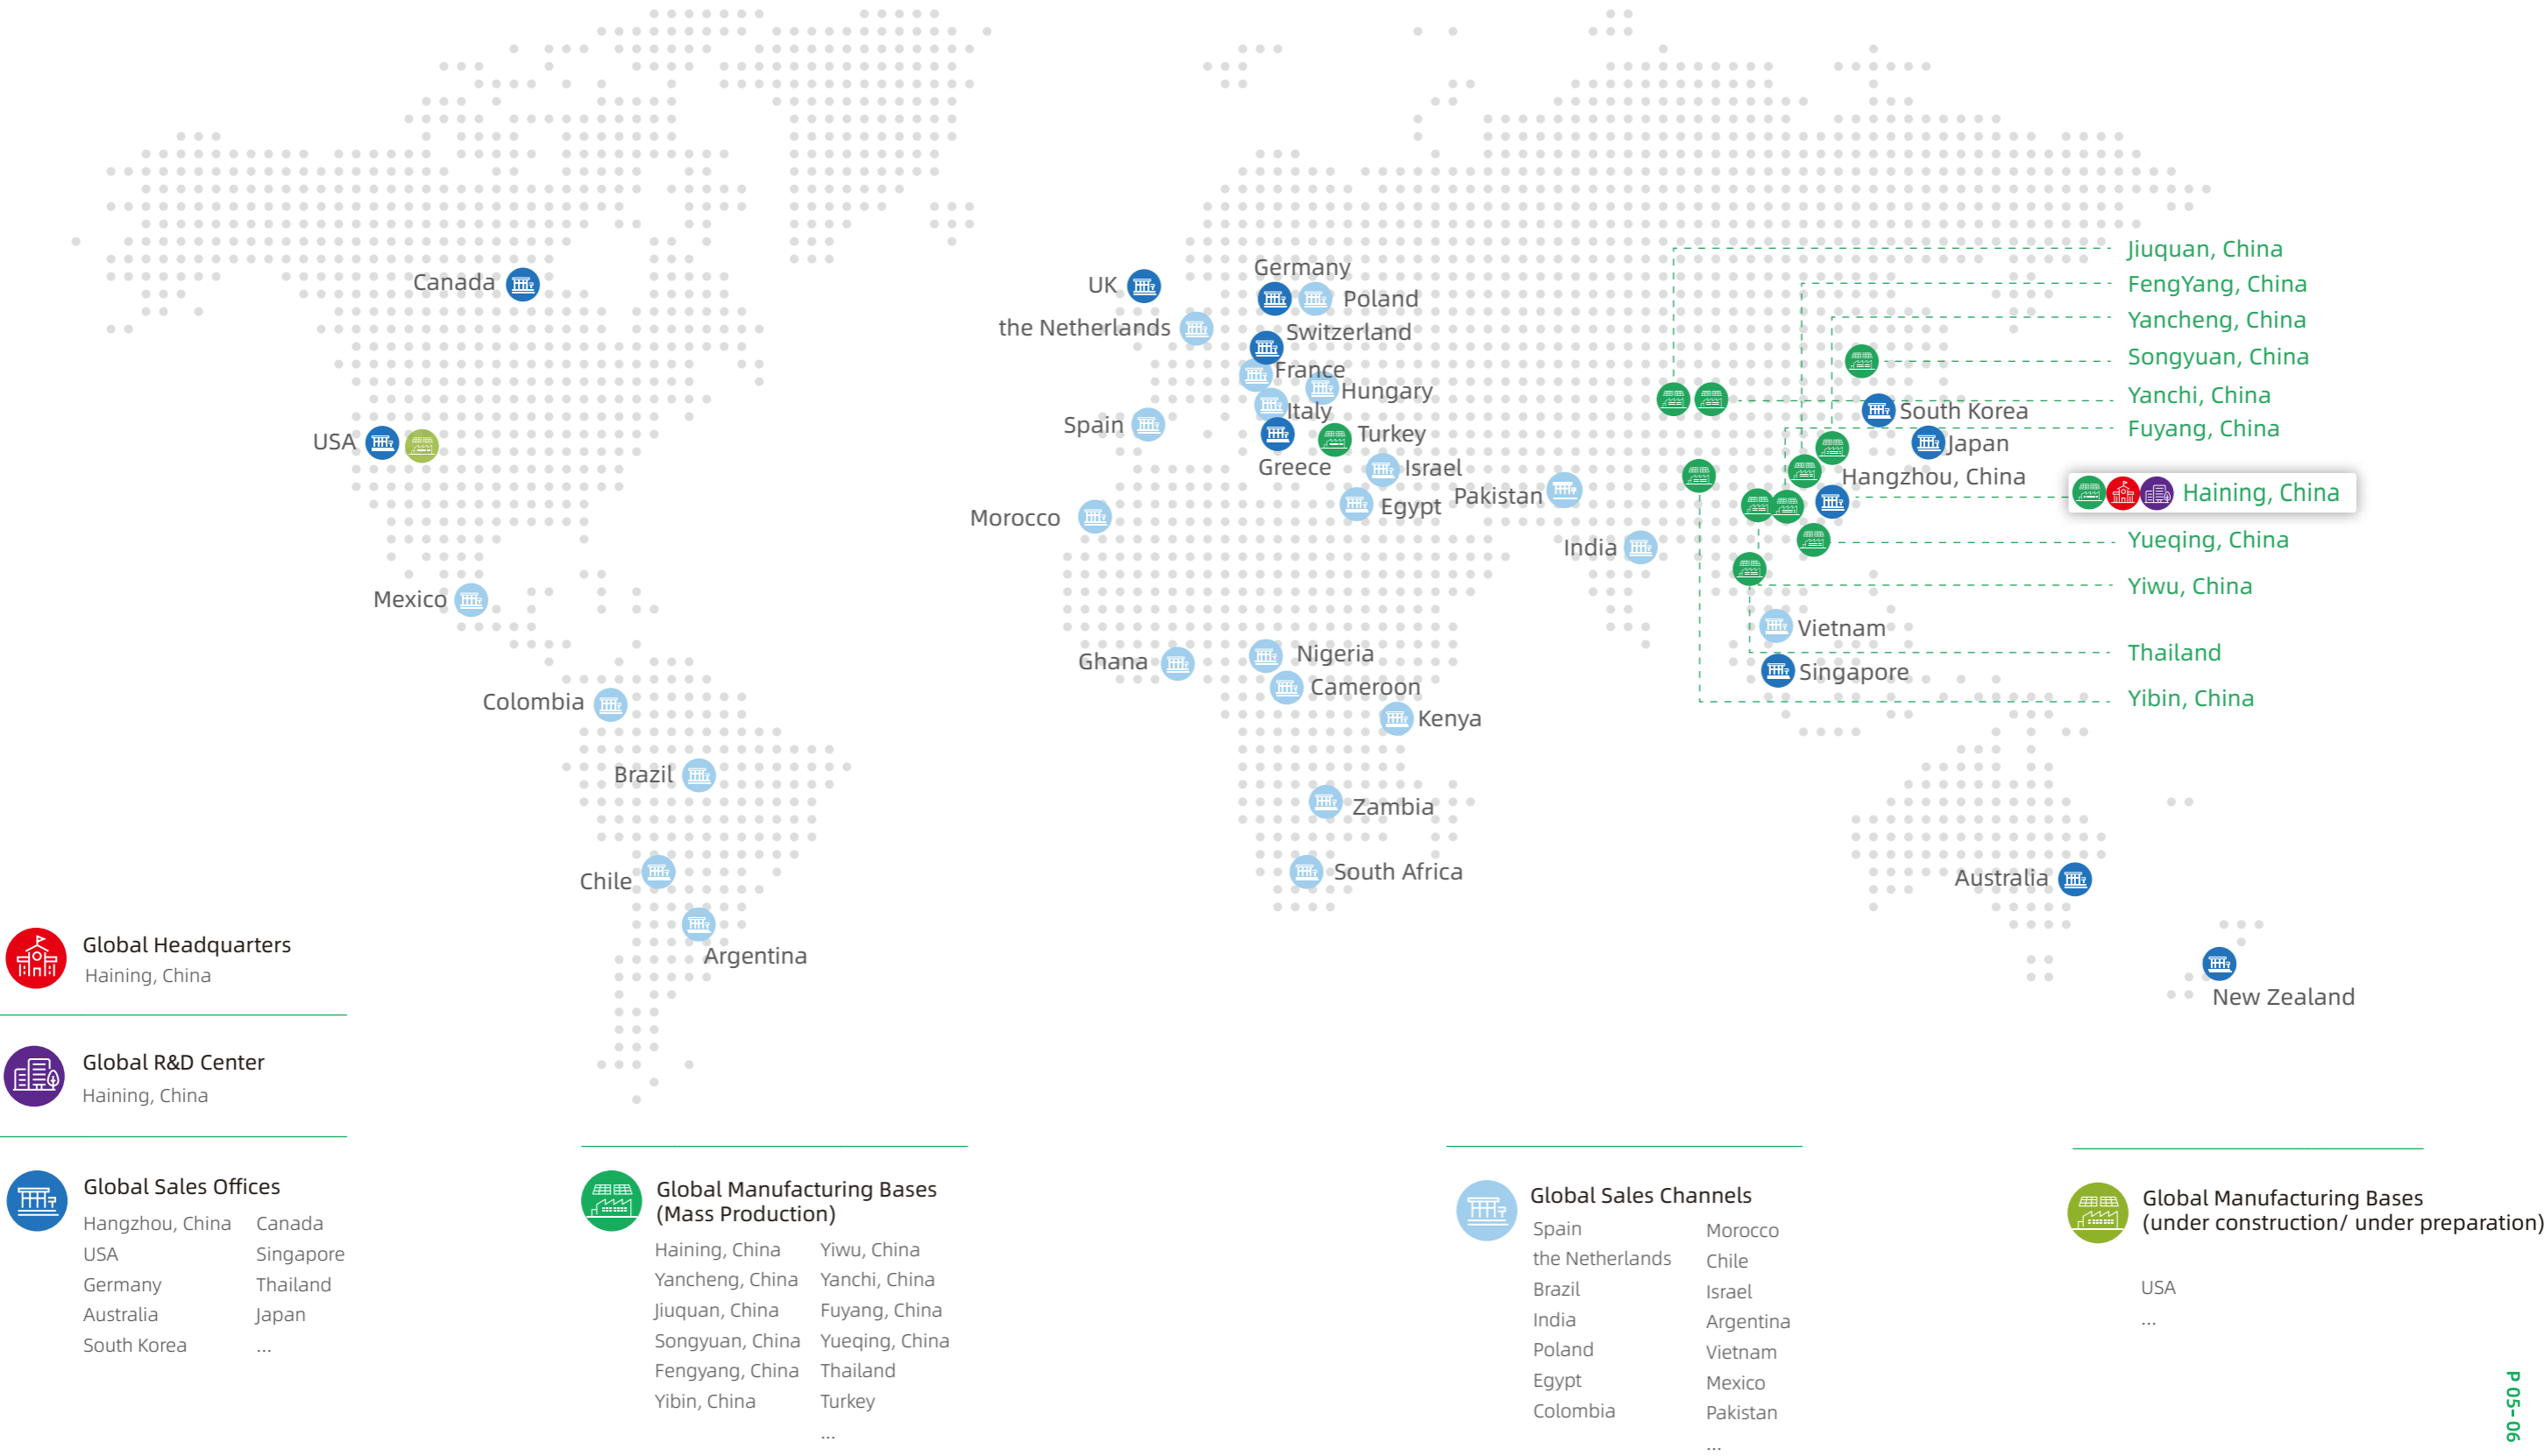 Canada
USA
Mexico
Colombia
Brazil
Chile
Argentina
UK
the Netherlands
Germany
Poland
Switzerland
France
Hungary
Italy
Spain
Greece
Turkey
Israel
Egypt
Morocco
Pakistan
India
Ghana
Nigeria
Cameroon
Kenya
Zambia
South Africa
South Korea
Japan
Hangzhou, China
Vietnam
Singapore
Australia
New Zealand
Jiuquan, China
FengYang, China
Yancheng, China
Songyuan, China
Yanchi, China
Fuyang, China
Haining, China
Yueqing, China
Yiwu, China
Thailand
Yibin, China
Global Headquarters
Haining, China
Global R&D Center
Haining, China
Global Sales Offices
Hangzhou, China
USA
Germany
Australia
South Korea
Canada
Singapore
Thailand
Japan
...
Global Manufacturing Bases
(Mass Production)
Haining, China
Yancheng, China
Jiuquan, China
Songyuan, China
Fengyang, China
Yibin, China
Yiwu, China
Yanchi, China
Fuyang, China
Yueqing, China
Thailand
Turkey
...
Global Sales Channels
Spain
the Netherlands
Brazil
India
Poland
Egypt
Colombia
Morocco
Chile
Israel
Argentina
Vietnam
Mexico
Pakistan
...
Global Manufacturing Bases
(under construction/ under preparation)
USA
...
P 05-06